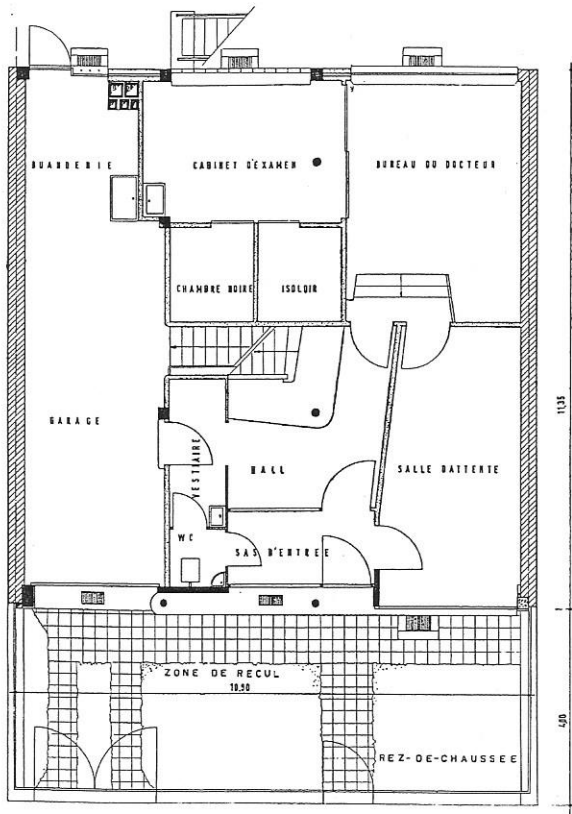 BUANDERIE
CABINET D'EXAMEN
BUREAU DU DOCTEUR
CHAMBRE NOIRE
ISOLOIR
GARAGE
VESTIAIRE
HALL
SALLE D'ATTENTE
WC
SAS D'ENTREE
11,35
ZONE DE RECUL
10,50
4,00
REZ-DE-CHAUSSEE